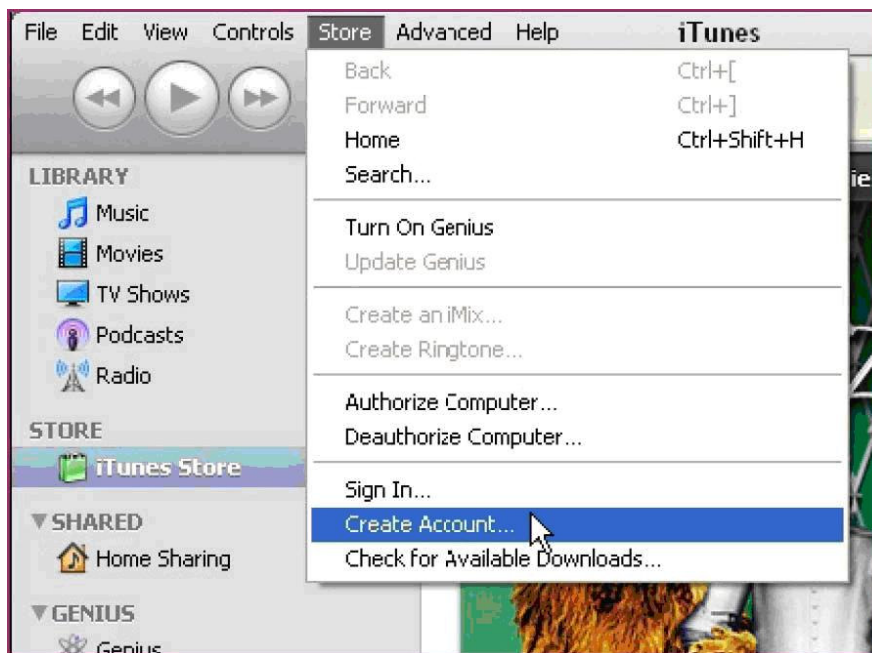 File Edit View Controls Store Advanced Help iTunes
Back Ctrl+[
Forward Ctrl+]
Home Ctrl+Shift+H
Search...
Turn On Genius
Update Genius
Create an iMix...
Create Ringtone...
Authorize Computer...
Deauthorize Computer...
Sign In...
Create Account...
Check for Available Downloads...
LIBRARY
Music
Movies
TV Shows
Podcasts
Radio
STORE
iTunes Store
SHARED
Home Sharing
GENIUS
Genius